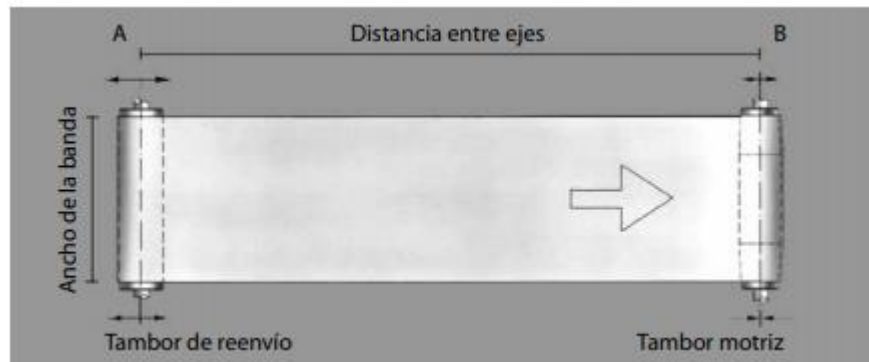 A
Distancia entre ejes
B
Ancho de la banda
Tambor de reenvío
Tambor motriz